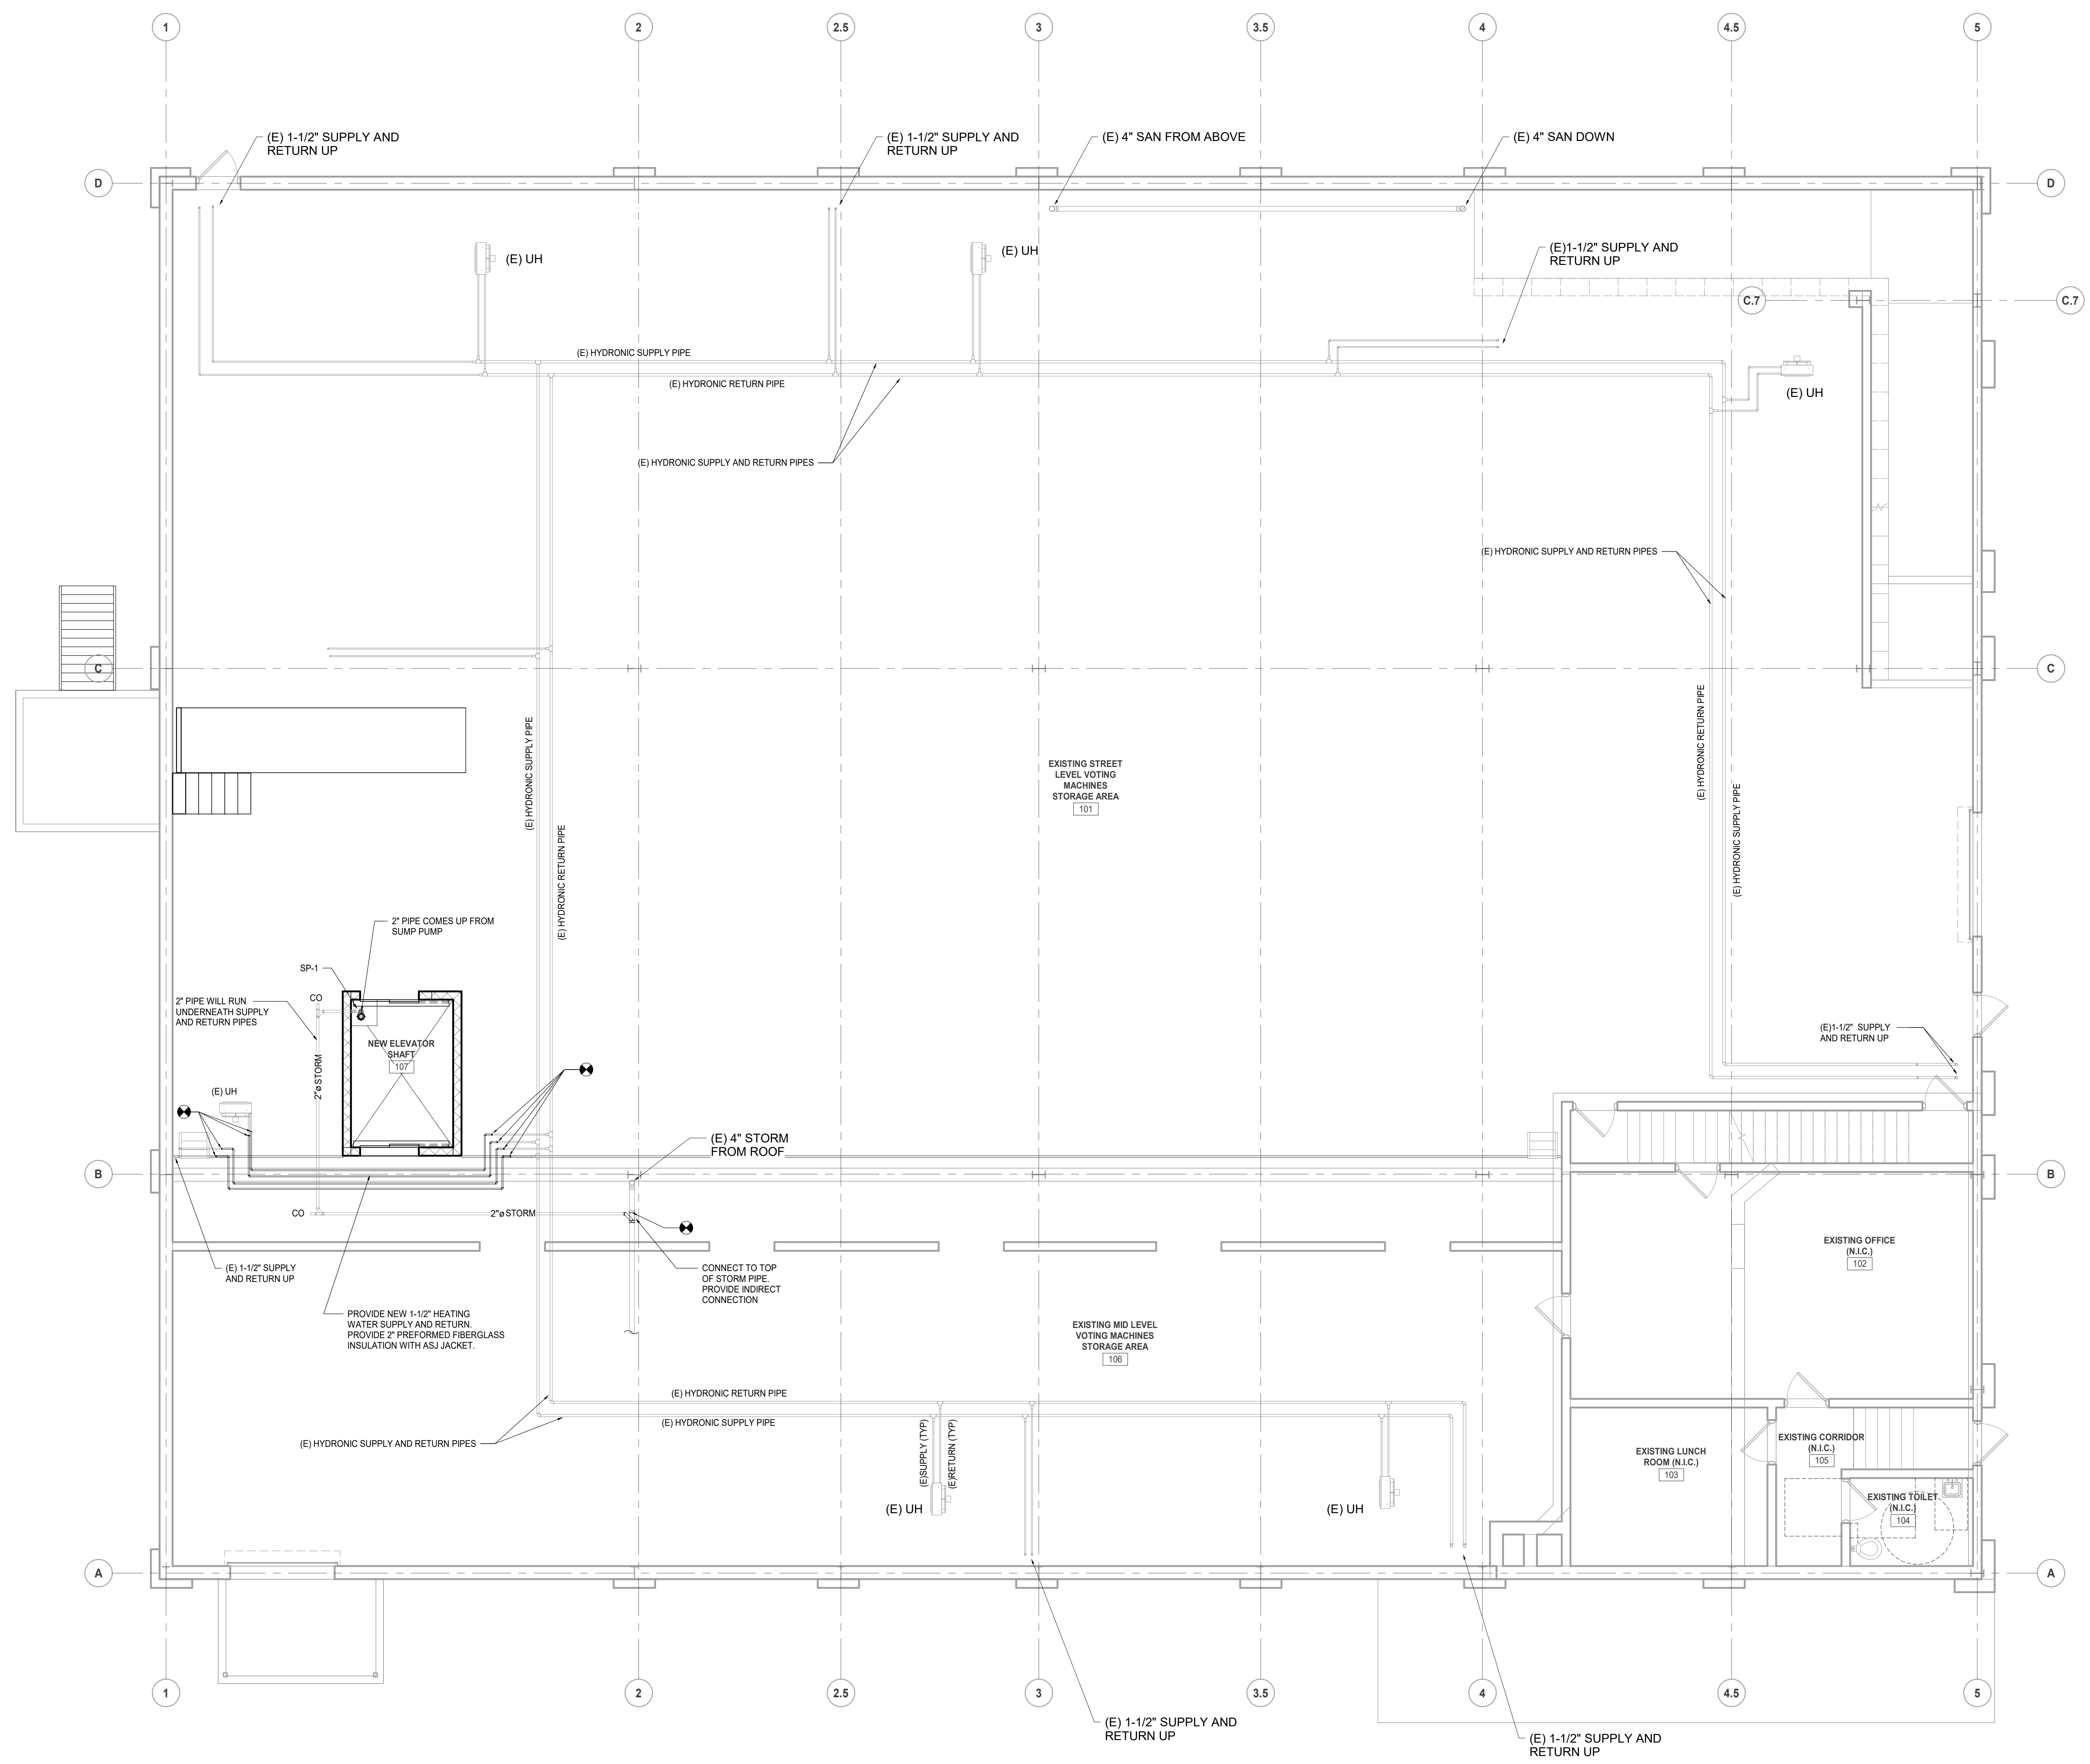 1
2
2.5
3
3.5
4
4.5
5
(E) 1-1/2" SUPPLY AND
RETURN UP
(E) 1-1/2" SUPPLY AND
RETURN UP
(E) 4" SAN FROM ABOVE
(E) 4" SAN DOWN
D
D
(E) UH
(E) UH
(E)1-1/2" SUPPLY AND
RETURN UP
C.7
C.7
(E) HYDRONIC SUPPLY PIPE
(E) HYDRONIC RETURN PIPE
(E) UH
(E) HYDRONIC SUPPLY AND RETURN PIPES
(E) HYDRONIC SUPPLY AND RETURN PIPES
C
C
(E) HYDRONIC SUPPLY PIPE
(E) HYDRONIC RETURN PIPE
EXISTING STREET
LEVEL VOTING
MACHINES
STORAGE AREA
101
(E) HYDRONIC RETURN PIPE
(E) HYDRONIC SUPPLY PIPE
2" PIPE COMES UP FROM
SUMP PUMP
SP-1
CO
2" PIPE WILL RUN
UNDERNEATH SUPPLY
AND RETURN PIPES
NEW ELEVATOR
SHAFT
107
2"ø STORM
(E) UH
(E)1-1/2" SUPPLY
AND RETURN UP
(E) 4" STORM
FROM ROOF
B
B
CO
2"ø STORM
(E) 1-1/2" SUPPLY
AND RETURN UP
CONNECT TO TOP
OF STORM PIPE.
PROVIDE INDIRECT
CONNECTION
EXISTING OFFICE
(N.I.C.)
102
PROVIDE NEW 1-1/2" HEATING
WATER SUPPLY AND RETURN.
PROVIDE 2" PREFORMED FIBERGLASS
INSULATION WITH ASJ JACKET.
EXISTING MID LEVEL
VOTING MACHINES
STORAGE AREA
106
(E) HYDRONIC RETURN PIPE
(E) HYDRONIC SUPPLY PIPE
(E) HYDRONIC SUPPLY AND RETURN PIPES
(E)SUPPLY (TYP)
(E)RETURN (TYP)
(E) UH
(E) UH
EXISTING LUNCH
ROOM (N.I.C.)
103
EXISTING CORRIDOR
(N.I.C.)
105
EXISTING TOILET
(N.I.C.)
104
A
A
1
2
2.5
3
3.5
4
4.5
5
(E) 1-1/2" SUPPLY AND
RETURN UP
(E) 1-1/2" SUPPLY AND
RETURN UP